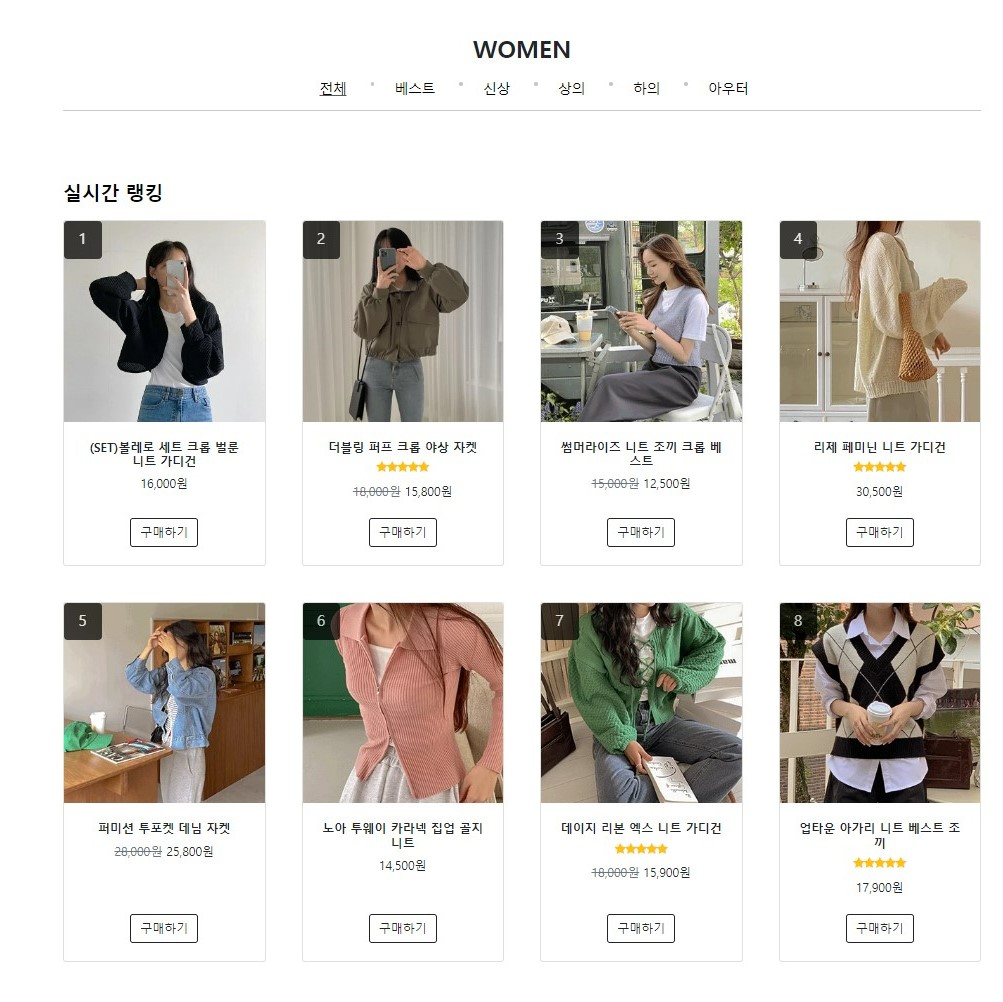 WOMEN
전체 베스트 신상 상의 하의 아우터
실시간 랭킹
1
2
3
4
(SET)볼레로 세트 크롭 벌룬
니트 가디건
16,000원
구매하기
더블링 퍼프 크롭 야상 자켓
18,000원 15,800원
구매하기
썸머라이즈 니트 조끼 크롭 베
스트
15,000원 12,500원
구매하기
리제 페미닌 니트 가디건
30,500원
구매하기
5
6
7
8
퍼미션 투포켓 데님 자켓
28,000원 25,800원
구매하기
노아 투웨이 카라넥 집업 골지
니트
14,500원
구매하기
데이지 리본 엑스 니트 가디건
18,000원 15,900원
구매하기
업타운 아가리 니트 베스트 조
끼
17,900원
구매하기